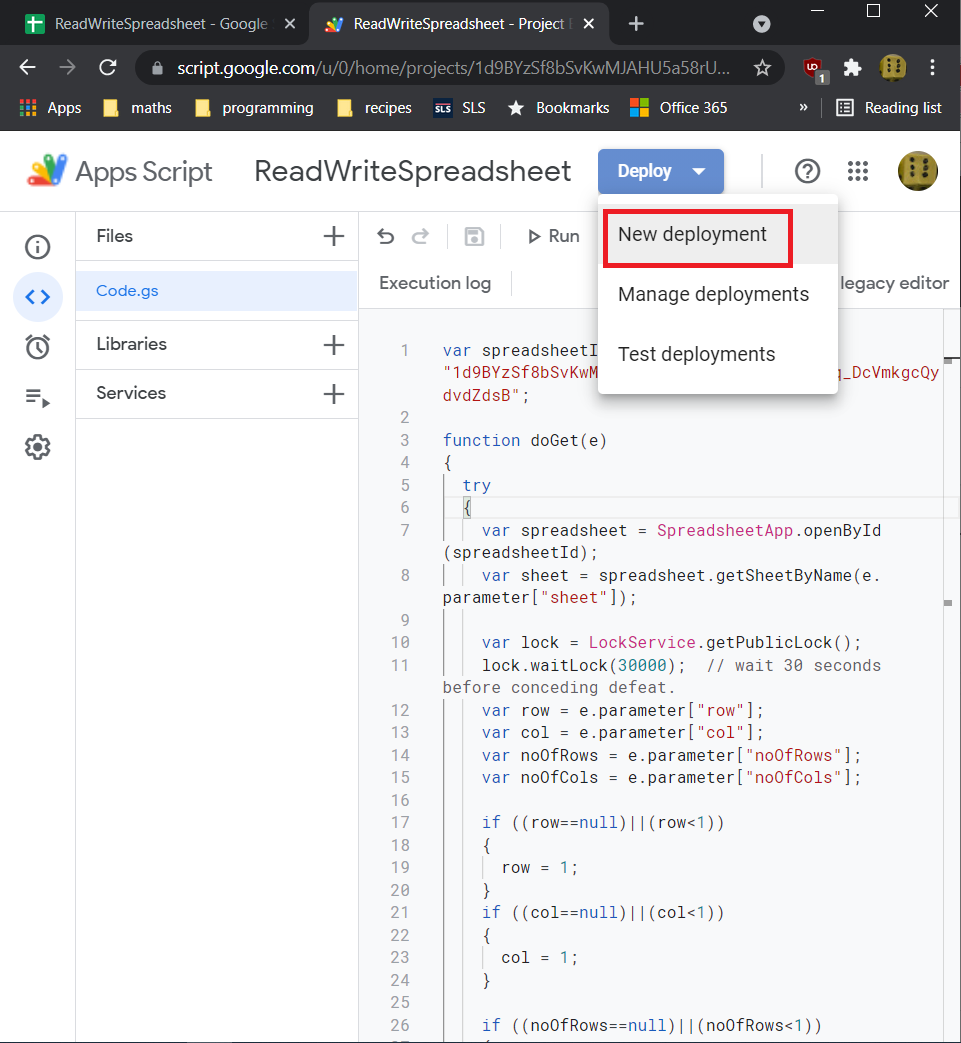 ReadWriteSpreadsheet - Google
ReadWriteSpreadsheet - Project
script.google.com/u/0/home/projects/1d9BYzSf8bSvKwMJAHU5a58rU...
1
Apps maths programming recipes SLS SLS Bookmarks Office 365 » Reading list
Apps Script ReadWriteSpreadsheet Deploy
Files
Run
New deployment
Code.gs
Execution log
Manage deployments
legacy editor
Libraries
Test deployments
Services
1 var spreadsheetI
"1d9BYzSf8bSvKwM q_DcVmkgcQy
dvdZdsB";
2
3 function doGet(e)
4 {
5 try
6 {
7 var spreadsheet = SpreadsheetApp.openById
(spreadsheetId);
8 var sheet = spreadsheet.getSheetByName(e.
parameter["sheet"]);
9
10 var lock = LockService.getPublicLock();
11 lock.waitLock(30000); // wait 30 seconds
before conceding defeat.
12 var row = e.parameter["row"];
13 var col = e.parameter["col"];
14 var noOfRows = e.parameter["noOfRows"];
15 var noOfCols = e.parameter["noOfCols"];
16
17 if ((row==null)||(row<1))
18 {
19 row = 1;
20 }
21 if ((col==null)||(col<1))
22 {
23 col = 1;
24 }
25
26 if ((noOfRows==null)||(noOfRows<1))